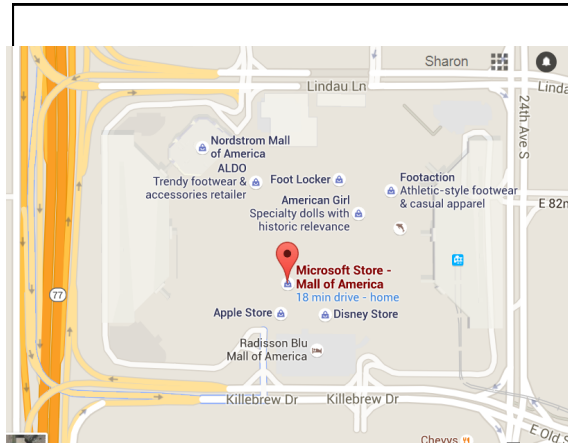 Sharon
Lindau Ln
Linda
24th Ave S
Nordstrom Mall
of America
ALDO
Trendy footwear &
accessories retailer
Foot Locker
Footaction
Athletic-style footwear
& casual apparel
American Girl
Specialty dolls with
historic relevance
E 82n
Microsoft Store -
Mall of America
18 min drive - home
77
Apple Store
Disney Store
Radisson Blu
Mall of America
Killebrew Dr
Killebrew Dr
E Old S
Chevys